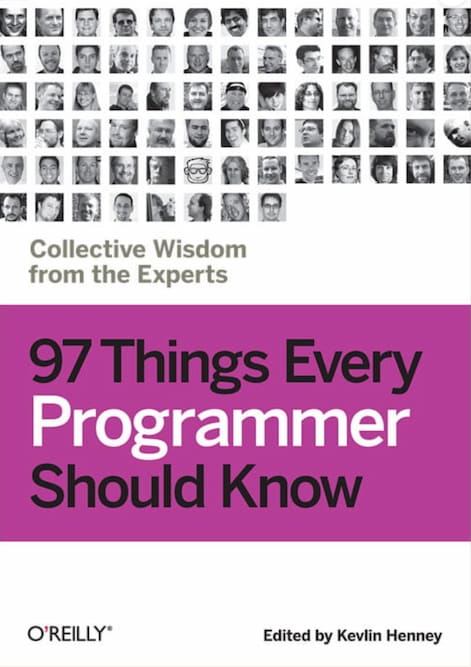 Collective Wisdom
from the Experts
97 Things Every
Programmer
Should Know
O'REILLY®
Edited by Kevlin Henney